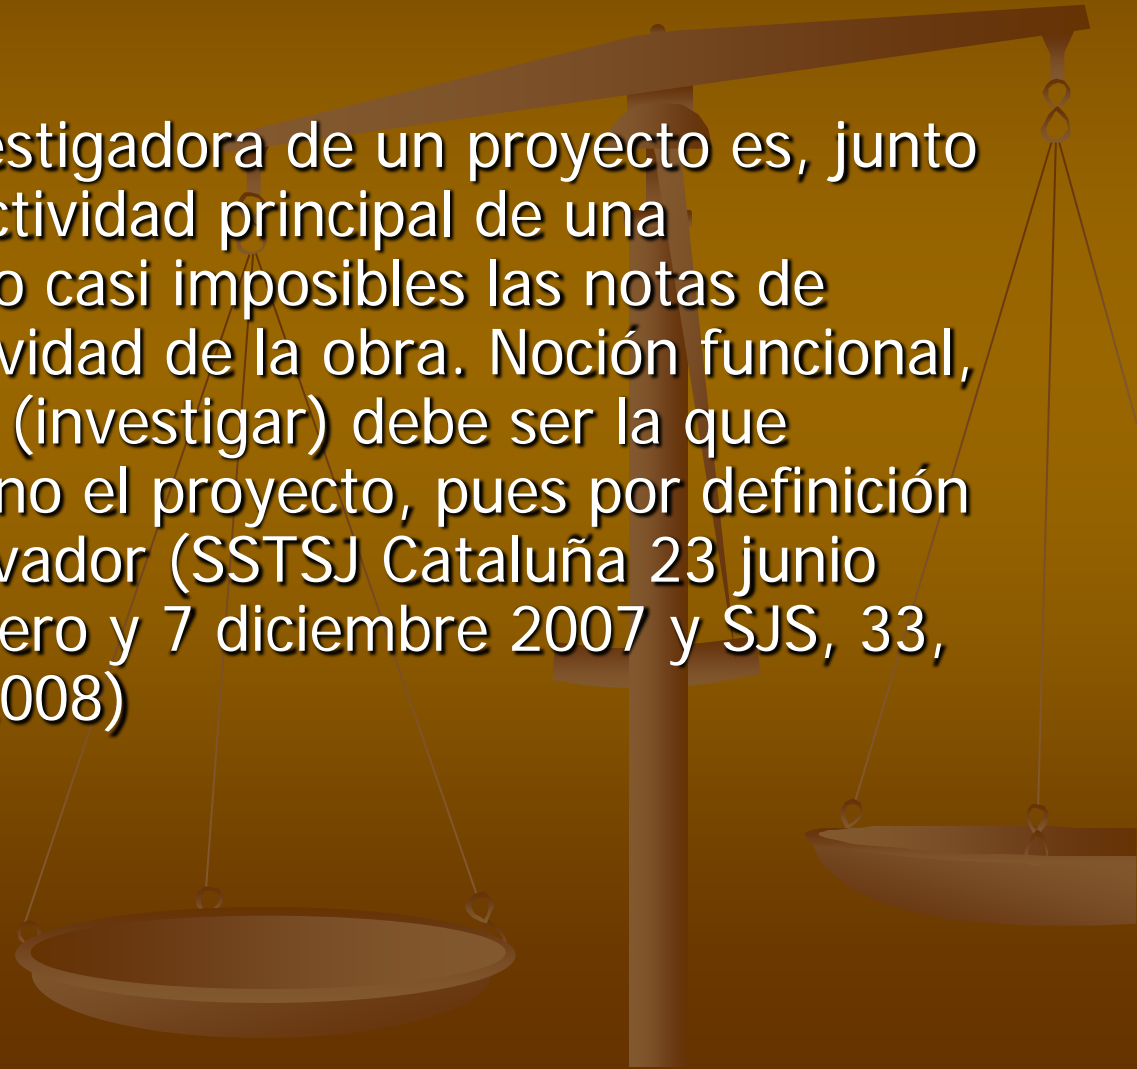 estigadora de un proyecto es, junto
ctividad principal de una
o casi imposibles las notas de
vidad de la obra. Noción funcional,
(investigar) debe ser la que
no el proyecto, pues por definición
vador (SSTSJ Cataluña 23 junio
ero y 7 diciembre 2007 y SJS, 33,
008)